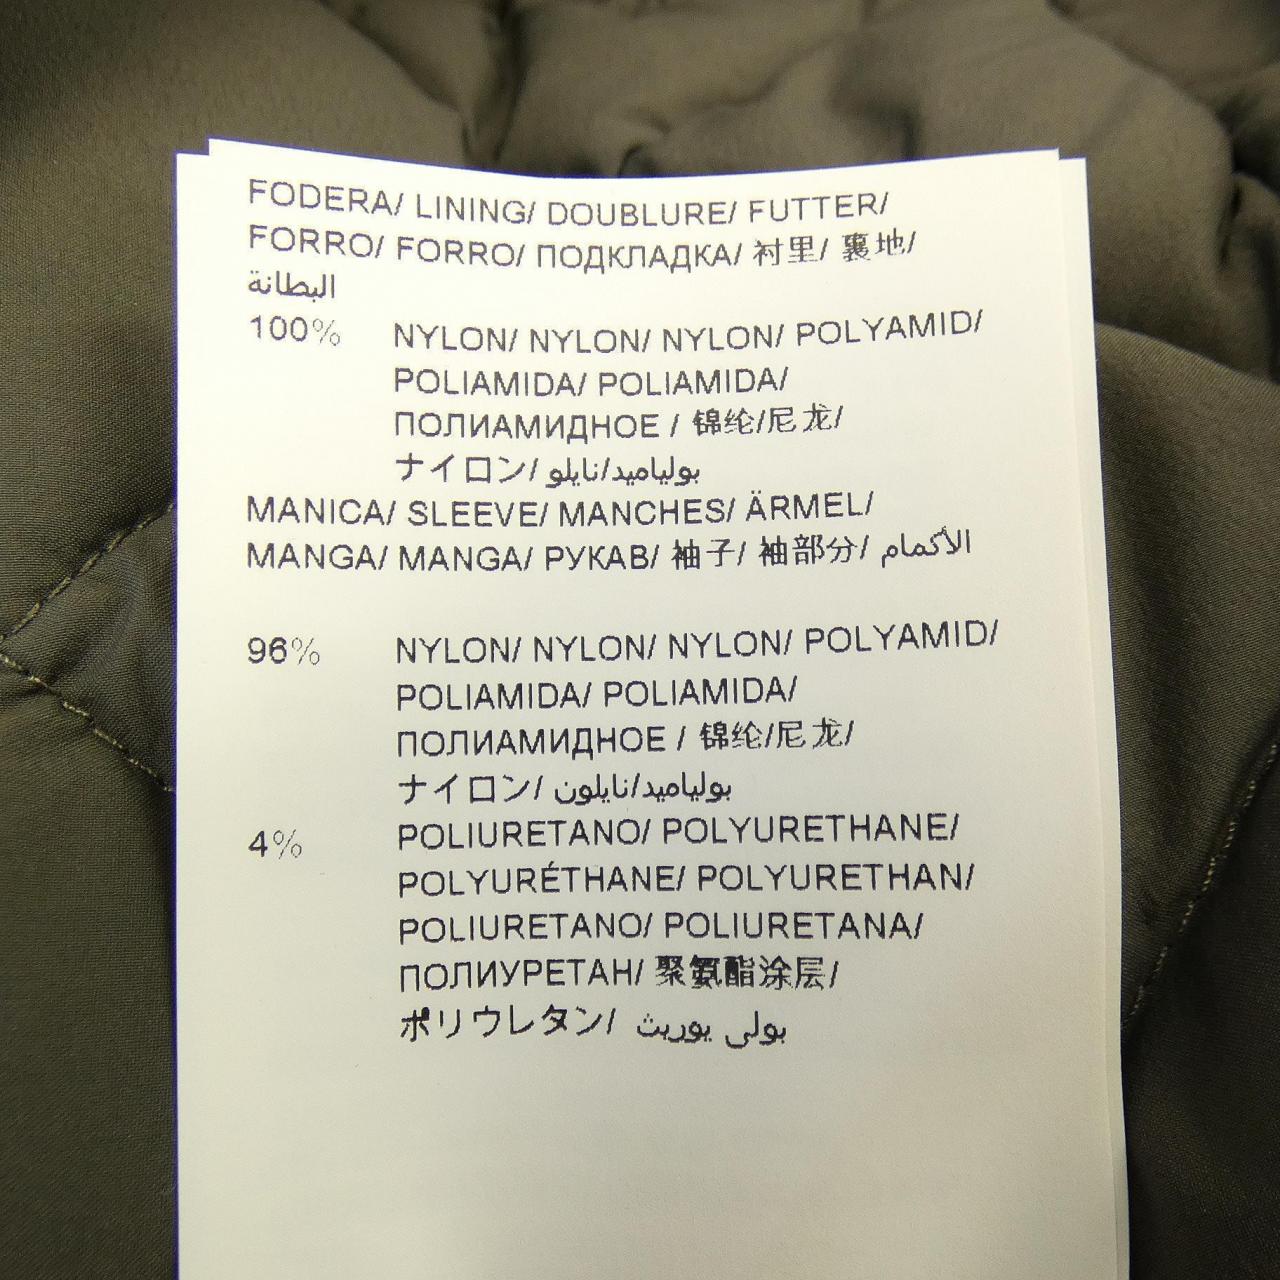 FODERA/ LINING/ DOUBLURE/ FUTTER/
FORRO/ FORRO/ ПОДКЛАДКА/ 衬里/ 裏地/
البطانة
100% NYLON/ NYLON/ NYLON/ POLYAMID/
POLIAMIDA/ POLIAMIDA/
ПОЛИАМИДНОЕ / 锦纶/尼龙/
ナイロン/ بولياميد/نايلو
MANICA/ SLEEVE/ MANCHES/ ÄRMEL/
MANGA/ MANGA/ РУКАВ/ 袖子/ 袖部分/ الأكمام
96% NYLON/ NYLON/ NYLON/ POLYAMID/
POLIAMIDA/ POLIAMIDA/
ПОЛИАМИДНОЕ / 锦纶/尼龙/
ナイロン/ بولياميد/نايلون
4% POLIURETANO/ POLYURETHANE/
POLYURÉTHANE/ POLYURETHAN/
POLIURETANO/ POLIURETANA/
ПОЛИУРЕТАН/ 聚氨酯涂层/
ポリウレタン/ بولى يوريث